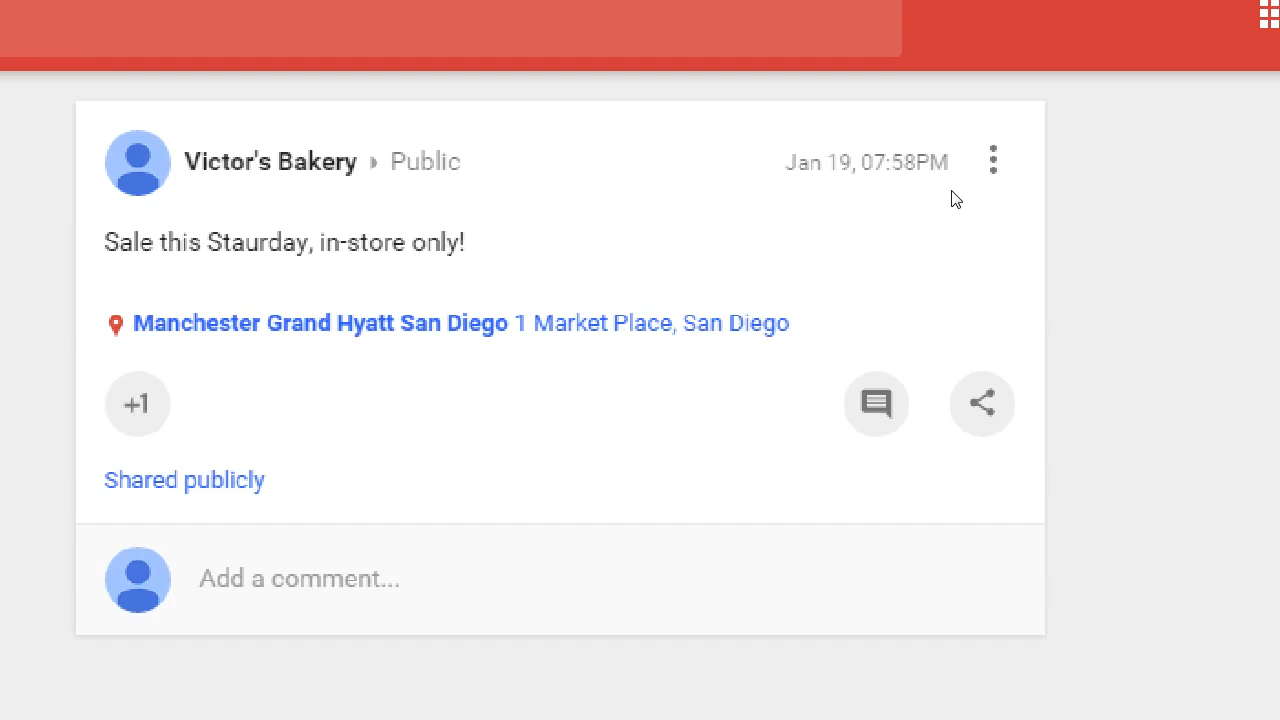 Victor's Bakery Public Jan 19, 07:58PM
Sale this Staurday, in-store only!
Manchester Grand Hyatt San Diego 1 Market Place, San Diego
+1
Shared publicly
Add a comment...